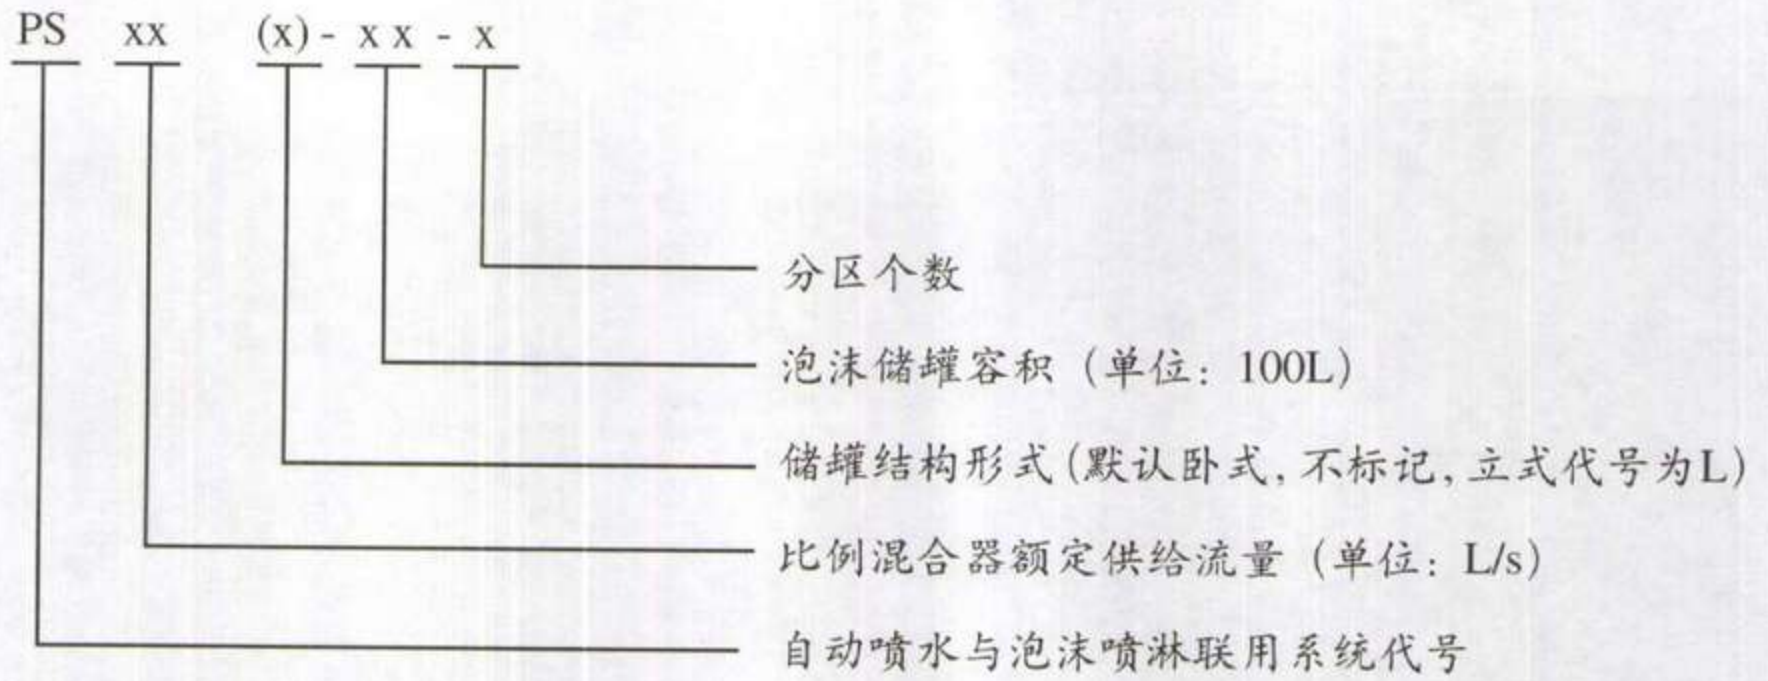 PS xx (x) - x x - x
分区个数
泡沫储罐容积（单位：100L）
储罐结构形式(默认卧式,不标记,立式代号为L)
比例混合器额定供给流量（单位：L/s）
自动喷水与泡沫喷淋联用系统代号